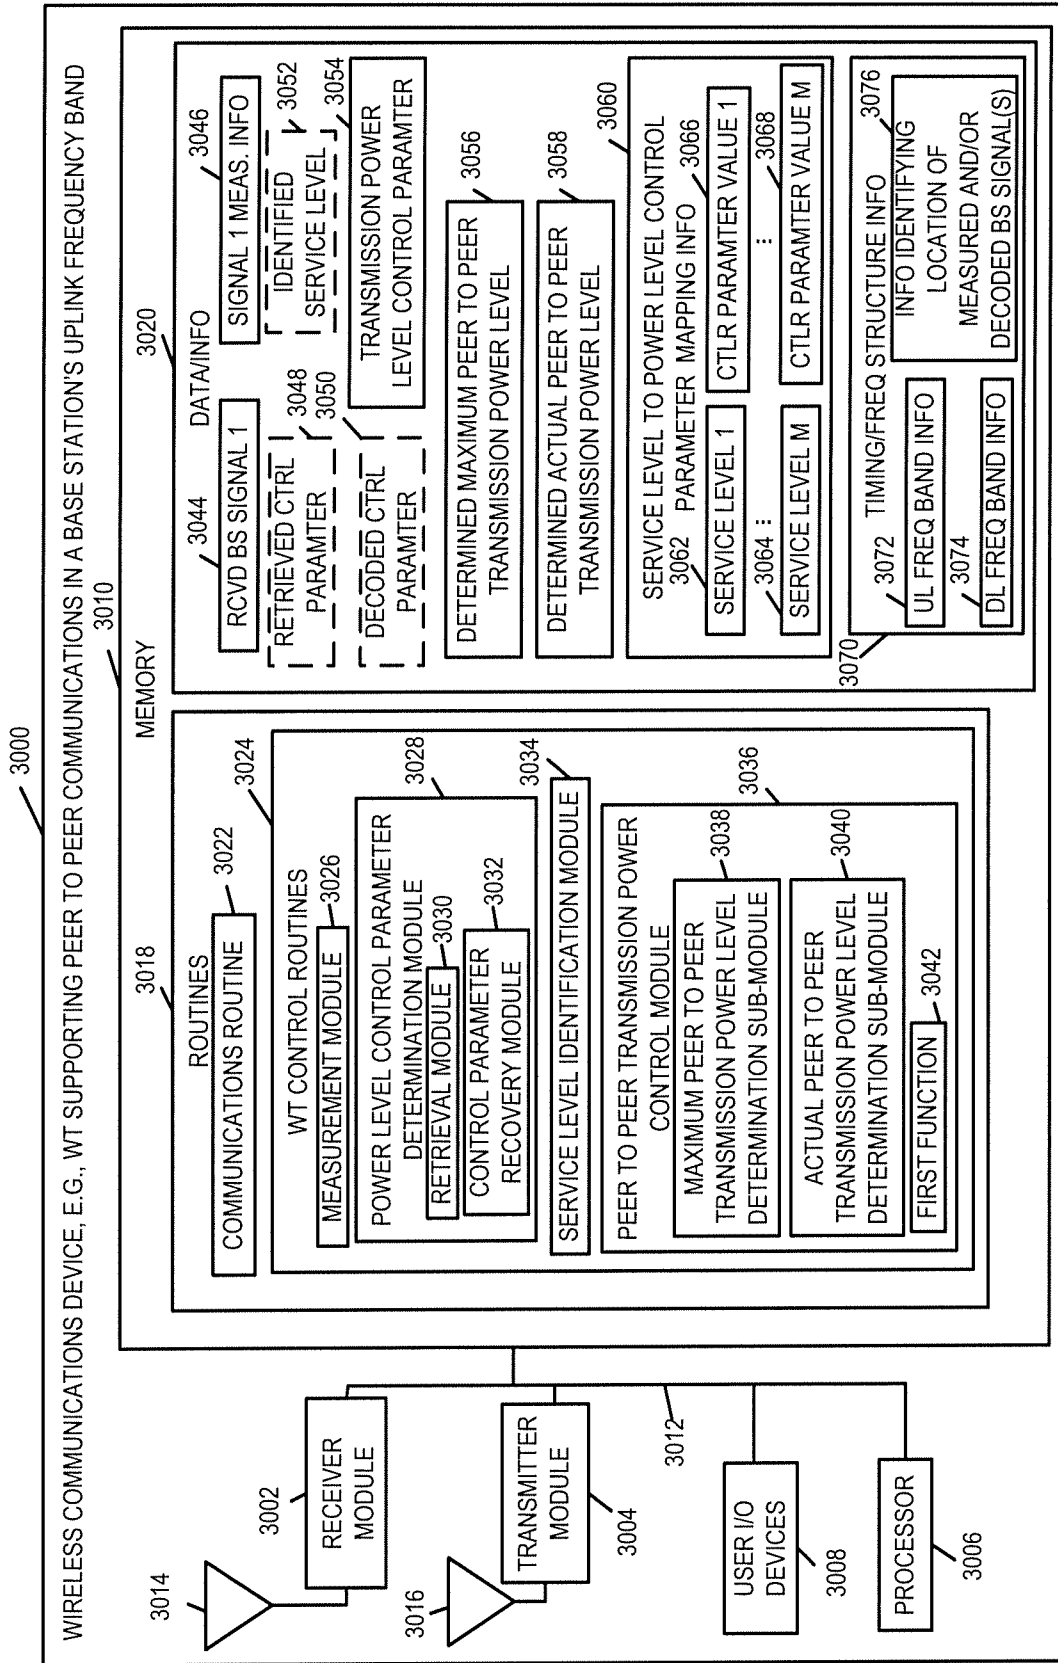 3000
WIRELESS COMMUNICATIONS DEVICE, E.G., WT SUPPORTING PEER TO PEER COMMUNICATIONS IN A BASE STATION'S UPLINK FREQUENCY BAND
3010
MEMORY
3014
3002
RECEIVER
MODULE
3016
TRANSMITTER
MODULE
3004
3012
USER I/O
DEVICES
3008
PROCESSOR
3006
3018
ROUTINES
3022
COMMUNICATIONS ROUTINE
3024
WT CONTROL ROUTINES
3026
MEASUREMENT MODULE
3028
POWER LEVEL CONTROL PARAMETER
DETERMINATION MODULE
3030
RETRIEVAL MODULE
3032
CONTROL PARAMETER
RECOVERY MODULE
3034
SERVICE LEVEL IDENTIFICATION MODULE
3036
PEER TO PEER TRANSMISSION POWER
CONTROL MODULE
3038
MAXIMUM PEER TO PEER
TRANSMISSION POWER LEVEL
DETERMINATION SUB-MODULE
3040
ACTUAL PEER TO PEER
TRANSMISSION POWER LEVEL
DETERMINATION SUB-MODULE
3042
FIRST FUNCTION
3020
DATA/INFO
3044
RCVD BS SIGNAL 1
3046
SIGNAL 1 MEAS. INFO
3048
RETRIEVED CTRL
PARAMTER
3050
DECODED CTRL
PARAMTER
3052
IDENTIFIED
SERVICE LEVEL
3054
TRANSMISSION POWER
LEVEL CONTROL PARAMTER
3056
DETERMINED MAXIMUM PEER TO PEER
TRANSMISSION POWER LEVEL
3058
DETERMINED ACTUAL PEER TO PEER
TRANSMISSION POWER LEVEL
3060
SERVICE LEVEL TO POWER LEVEL CONTROL
PARAMETER MAPPING INFO
3062
SERVICE LEVEL 1
3066
CTLR PARAMTER VALUE 1
3064
SERVICE LEVEL M
3068
CTLR PARAMTER VALUE M
3070
TIMING/FREQ STRUCTURE INFO
3072
UL FREQ BAND INFO
3074
DL FREQ BAND INFO
3076
INFO IDENTIFYING
LOCATION OF
MEASURED AND/OR
DECODED BS SIGNAL(S)